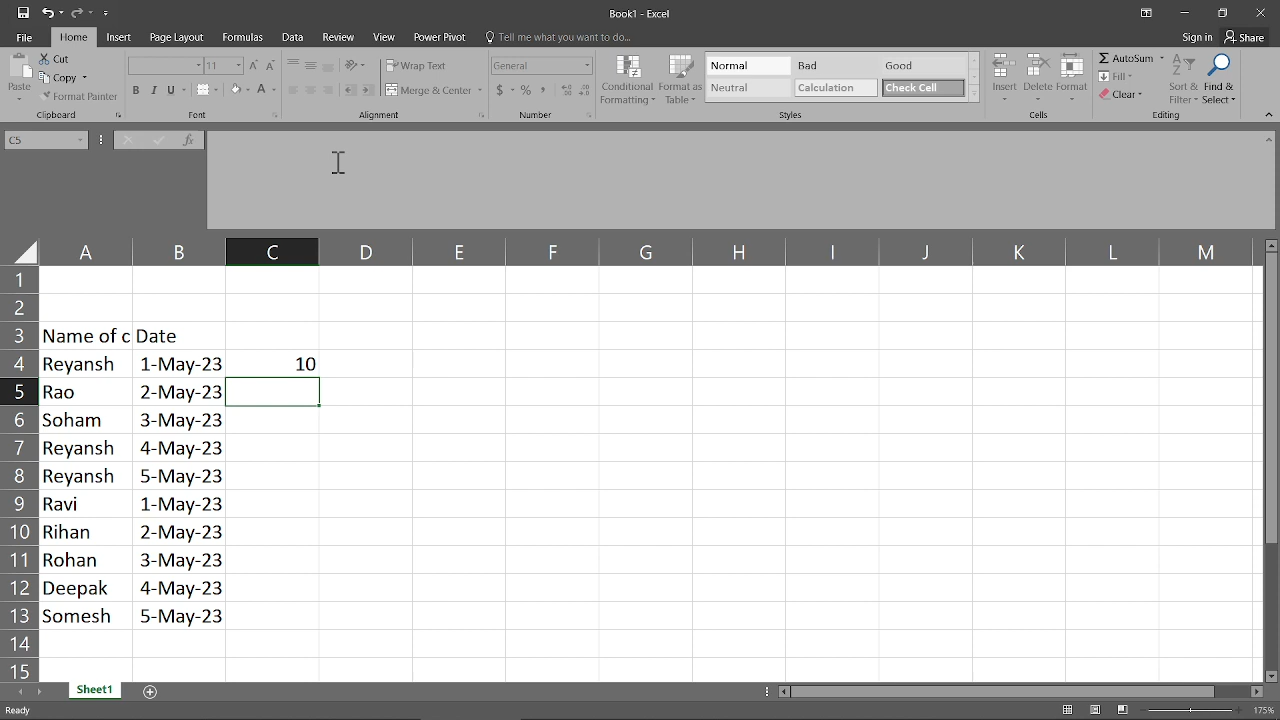 Book1 - Excel
File Home Insert Page Layout Formulas Data Review View Power Pivot Tell me what you want to do... Sign in Share
Paste Cut Copy Format Painter
Clipboard
11
B I U A
Font
Wrap Text
Merge & Center
Alignment
General
$ % ,
Number
Conditional Formatting
Format as Table
Normal Bad Good
Neutral Calculation Check Cell
Styles
Insert Delete Format
Cells
AutoSum
Fill
Clear
Sort & Filter
Find & Select
Editing
C5 fx
A B C D E F G H I J K L M
1
2
3 Name of c Date
4 Reyansh 1-May-23 10
5 Rao 2-May-23
6 Soham 3-May-23
7 Reyansh 4-May-23
8 Reyansh 5-May-23
9 Ravi 1-May-23
10 Rihan 2-May-23
11 Rohan 3-May-23
12 Deepak 4-May-23
13 Somesh 5-May-23
14
15
Sheet1
Ready 175%